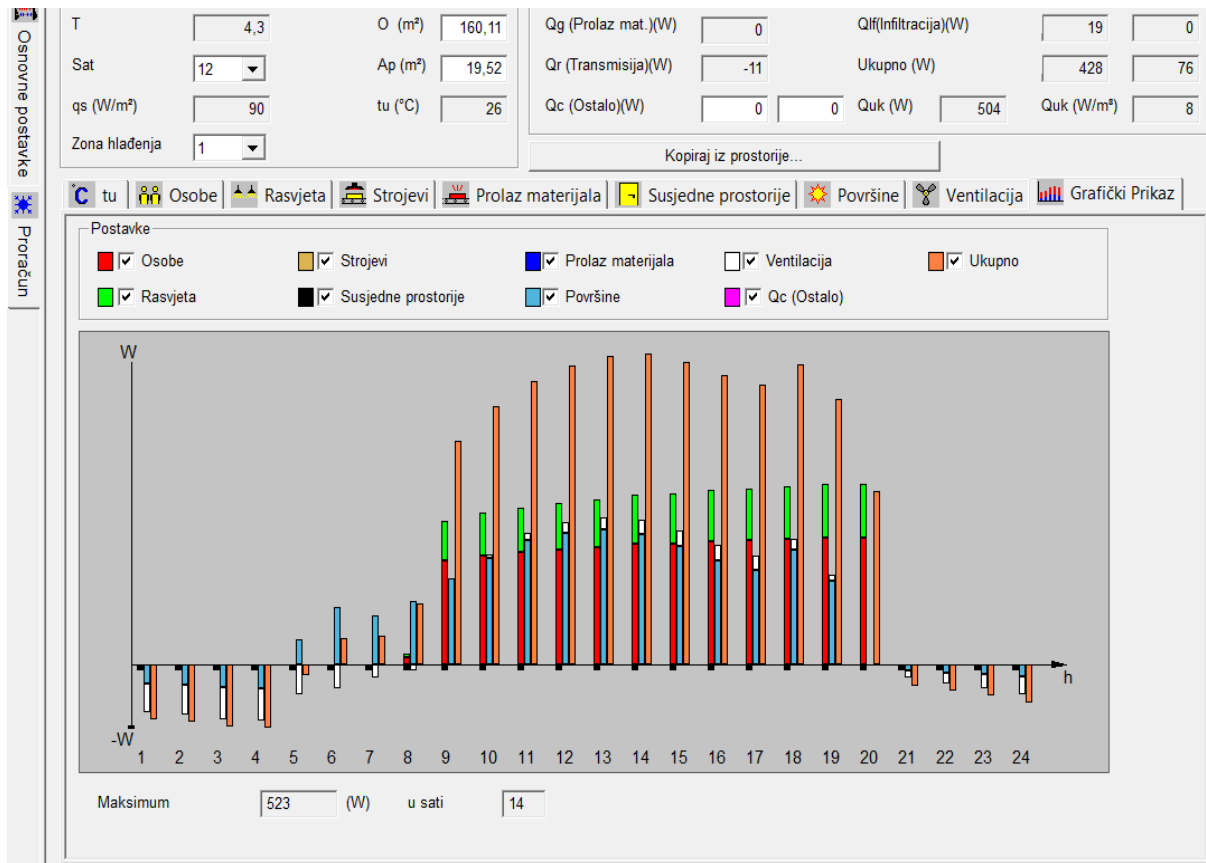 Osnovne postavke
Proračun
T 4,3 O (m²) 160,11
Sat 12 Ap (m²) 19,52
qs (W/m²) 90 tu (°C) 26
Zona hlađenja 1
Qg (Prolaz mat.)(W) 0 Qlf(Infiltracija)(W) 19 0
Qr (Transmisija)(W) -11 Ukupno (W) 428 76
Qc (Ostalo)(W) 0 0 Quk (W) 504 Quk (W/m³) 8
Kopiraj iz prostorije...
°C tu Osobe Rasvjeta Strojevi Prolaz materijala Susjedne prostorije Površine Ventilacija Grafički Prikaz
Postavke
Osobe Strojevi Prolaz materijala Ventilacija Ukupno
Rasvjeta Susjedne prostorije Površine Qc (Ostalo)
W
h
-W
1 2 3 4 5 6 7 8 9 10 11 12 13 14 15 16 17 18 19 20 21 22 23 24
Maksimum 523 (W) u sati 14